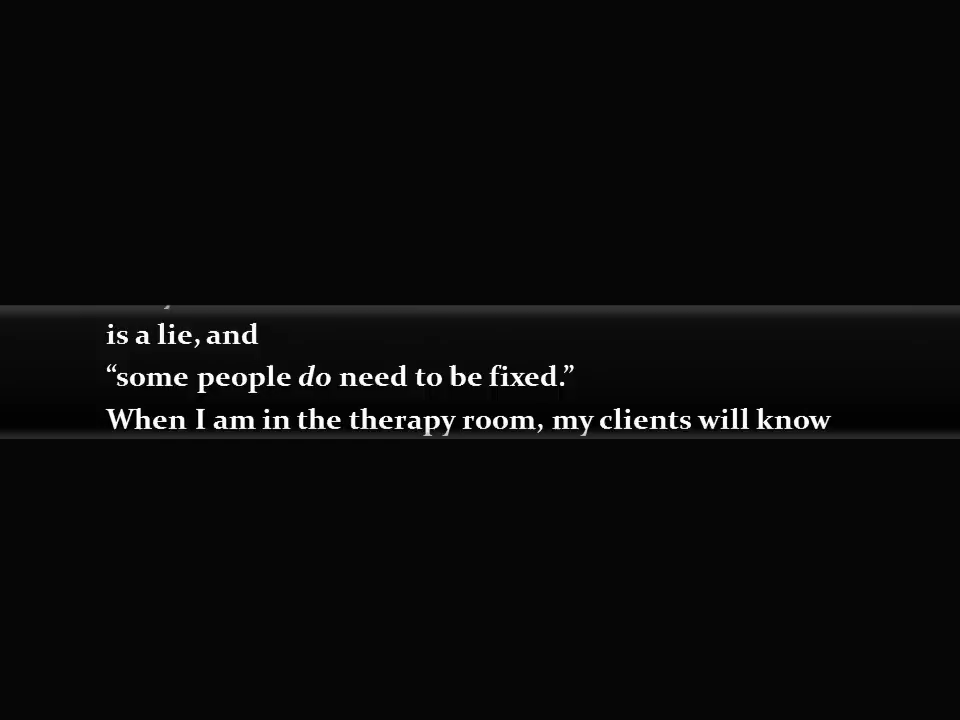 is a lie, and
“some people do need to be fixed.”
When I am in the therapy room, my clients will know